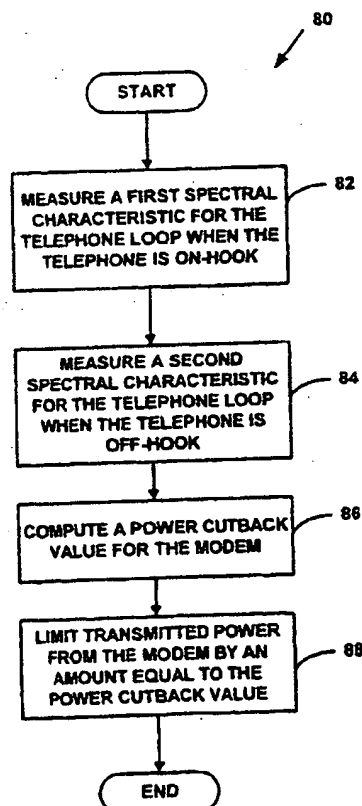 80
START
MEASURE A FIRST SPECTRAL
CHARACTERISTIC FOR THE
TELEPHONE LOOP WHEN THE
TELEPHONE IS ON-HOOK
82
MEASURE A SECOND
SPECTRAL CHARACTERISTIC
FOR THE TELEPHONE LOOP
WHEN THE TELEPHONE IS
OFF-HOOK
84
COMPUTE A POWER CUTBACK
VALUE FOR THE MODEM
86
LIMIT TRANSMITTED POWER
FROM THE MODEM BY AN
AMOUNT EQUAL TO THE
POWER CUTBACK VALUE
88
END